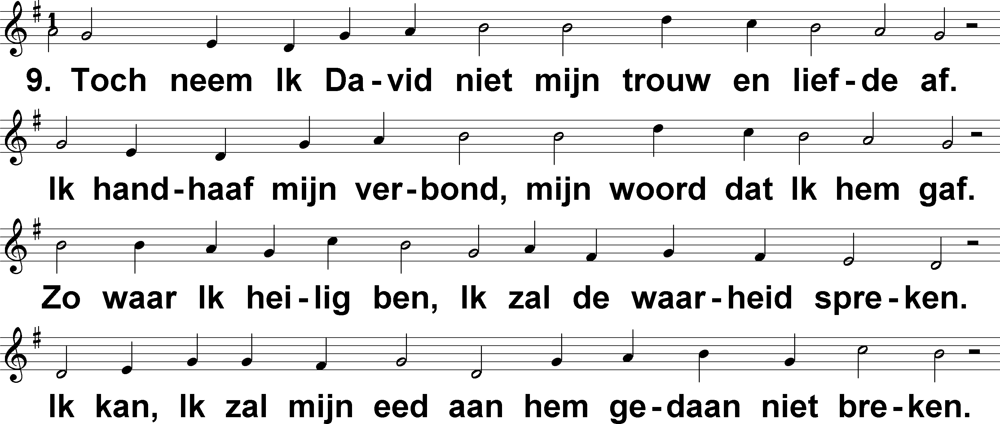 1
9. Toch neem Ik Da-vid niet mijn trouw en lief-de af.
Ik hand-haaf mijn ver-bond, mijn woord dat Ik hem gaf.
Zo waar Ik hei-lig ben, Ik zal de waar-heid spre-ken.
Ik kan, Ik zal mijn eed aan hem ge-daan niet bre-ken.